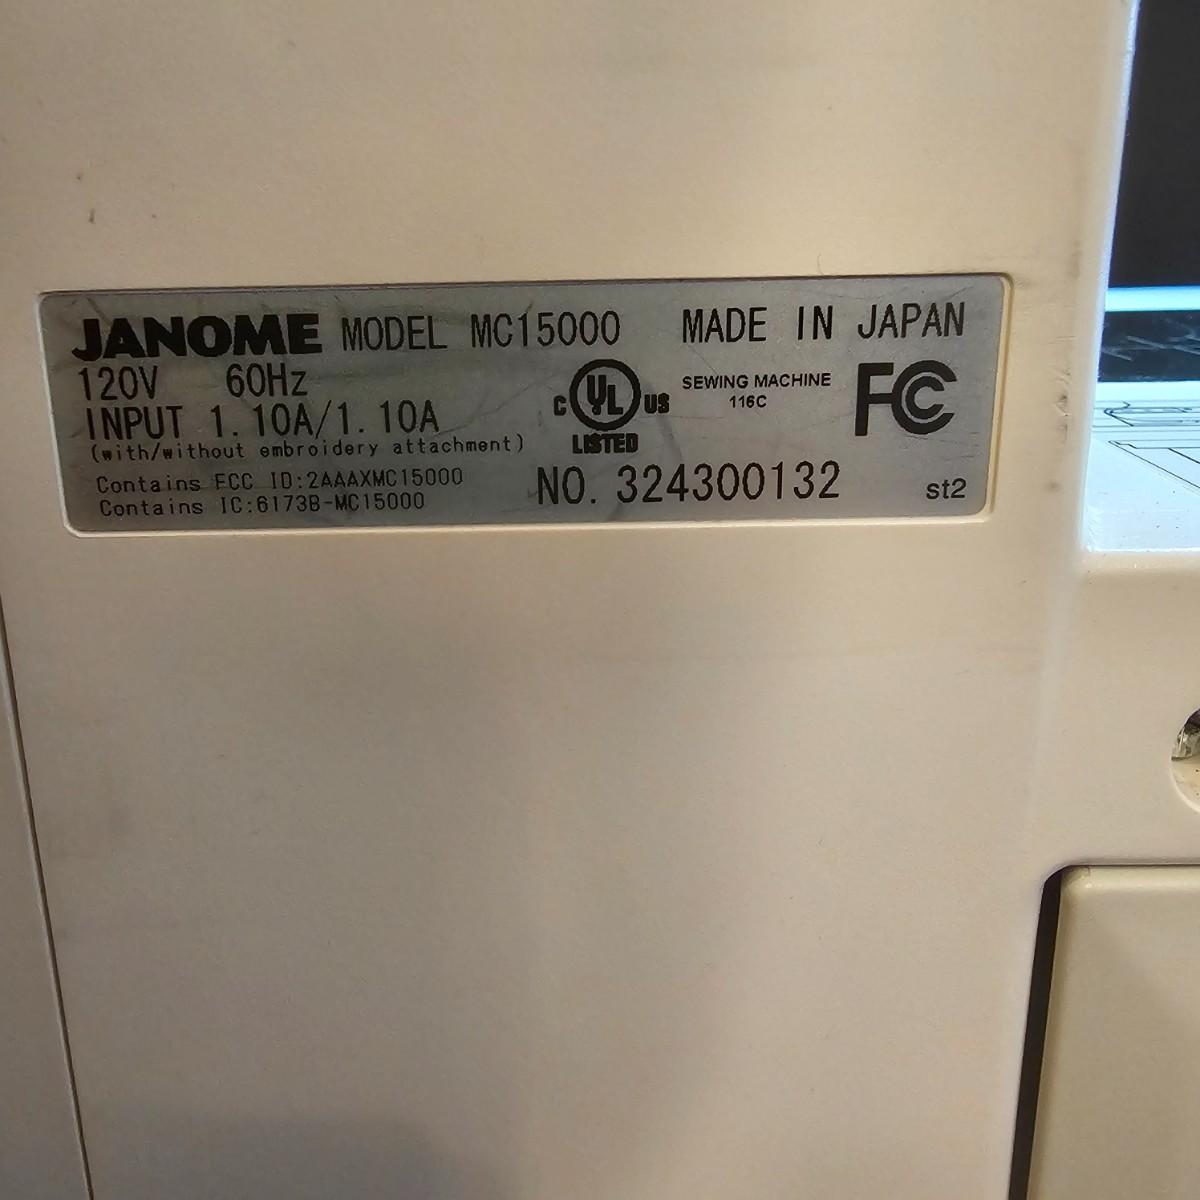 JANOME MODEL MC15000 MADE IN JAPAN
120V 60Hz
INPUT 1.10A/1.10A
(with/without embroidery attachment)
Contains FCC ID:2AAAXMC15000
Contains IC:6173B-MC15000
C UL US
LISTED
SEWING MACHINE
116C
FC
NO. 324300132
st2